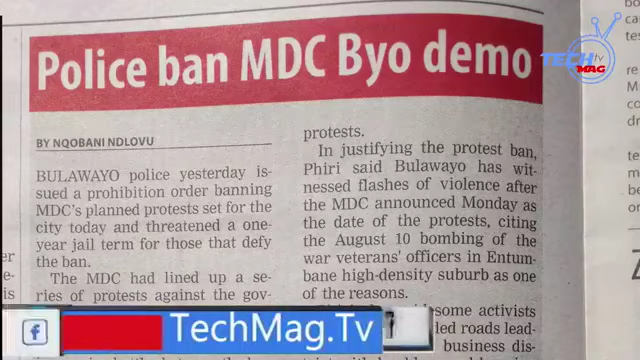 Police ban MDC Byo demo
TECH tv
MAG
BY NQOBANI NDLOVU
BULAWAYO police yesterday is-
sued a prohibition order banning
MDC's planned protests set for the
city today and threatened a one-
year jail term for those that defy
the ban.
The MDC had lined up a se-
ries of protests against the gov-
protests.
In justifying the protest ban,
Phiri said Bulawayo has wit-
nessed flashes of violence after
the MDC announced Monday as
the date of the protests, citing
the August 10 bombing of the
war veterans' officers in Entum-
bane high-density suburb as one
of the reasons.
some activists
led roads lead-
business dis-
TechMag.Tv